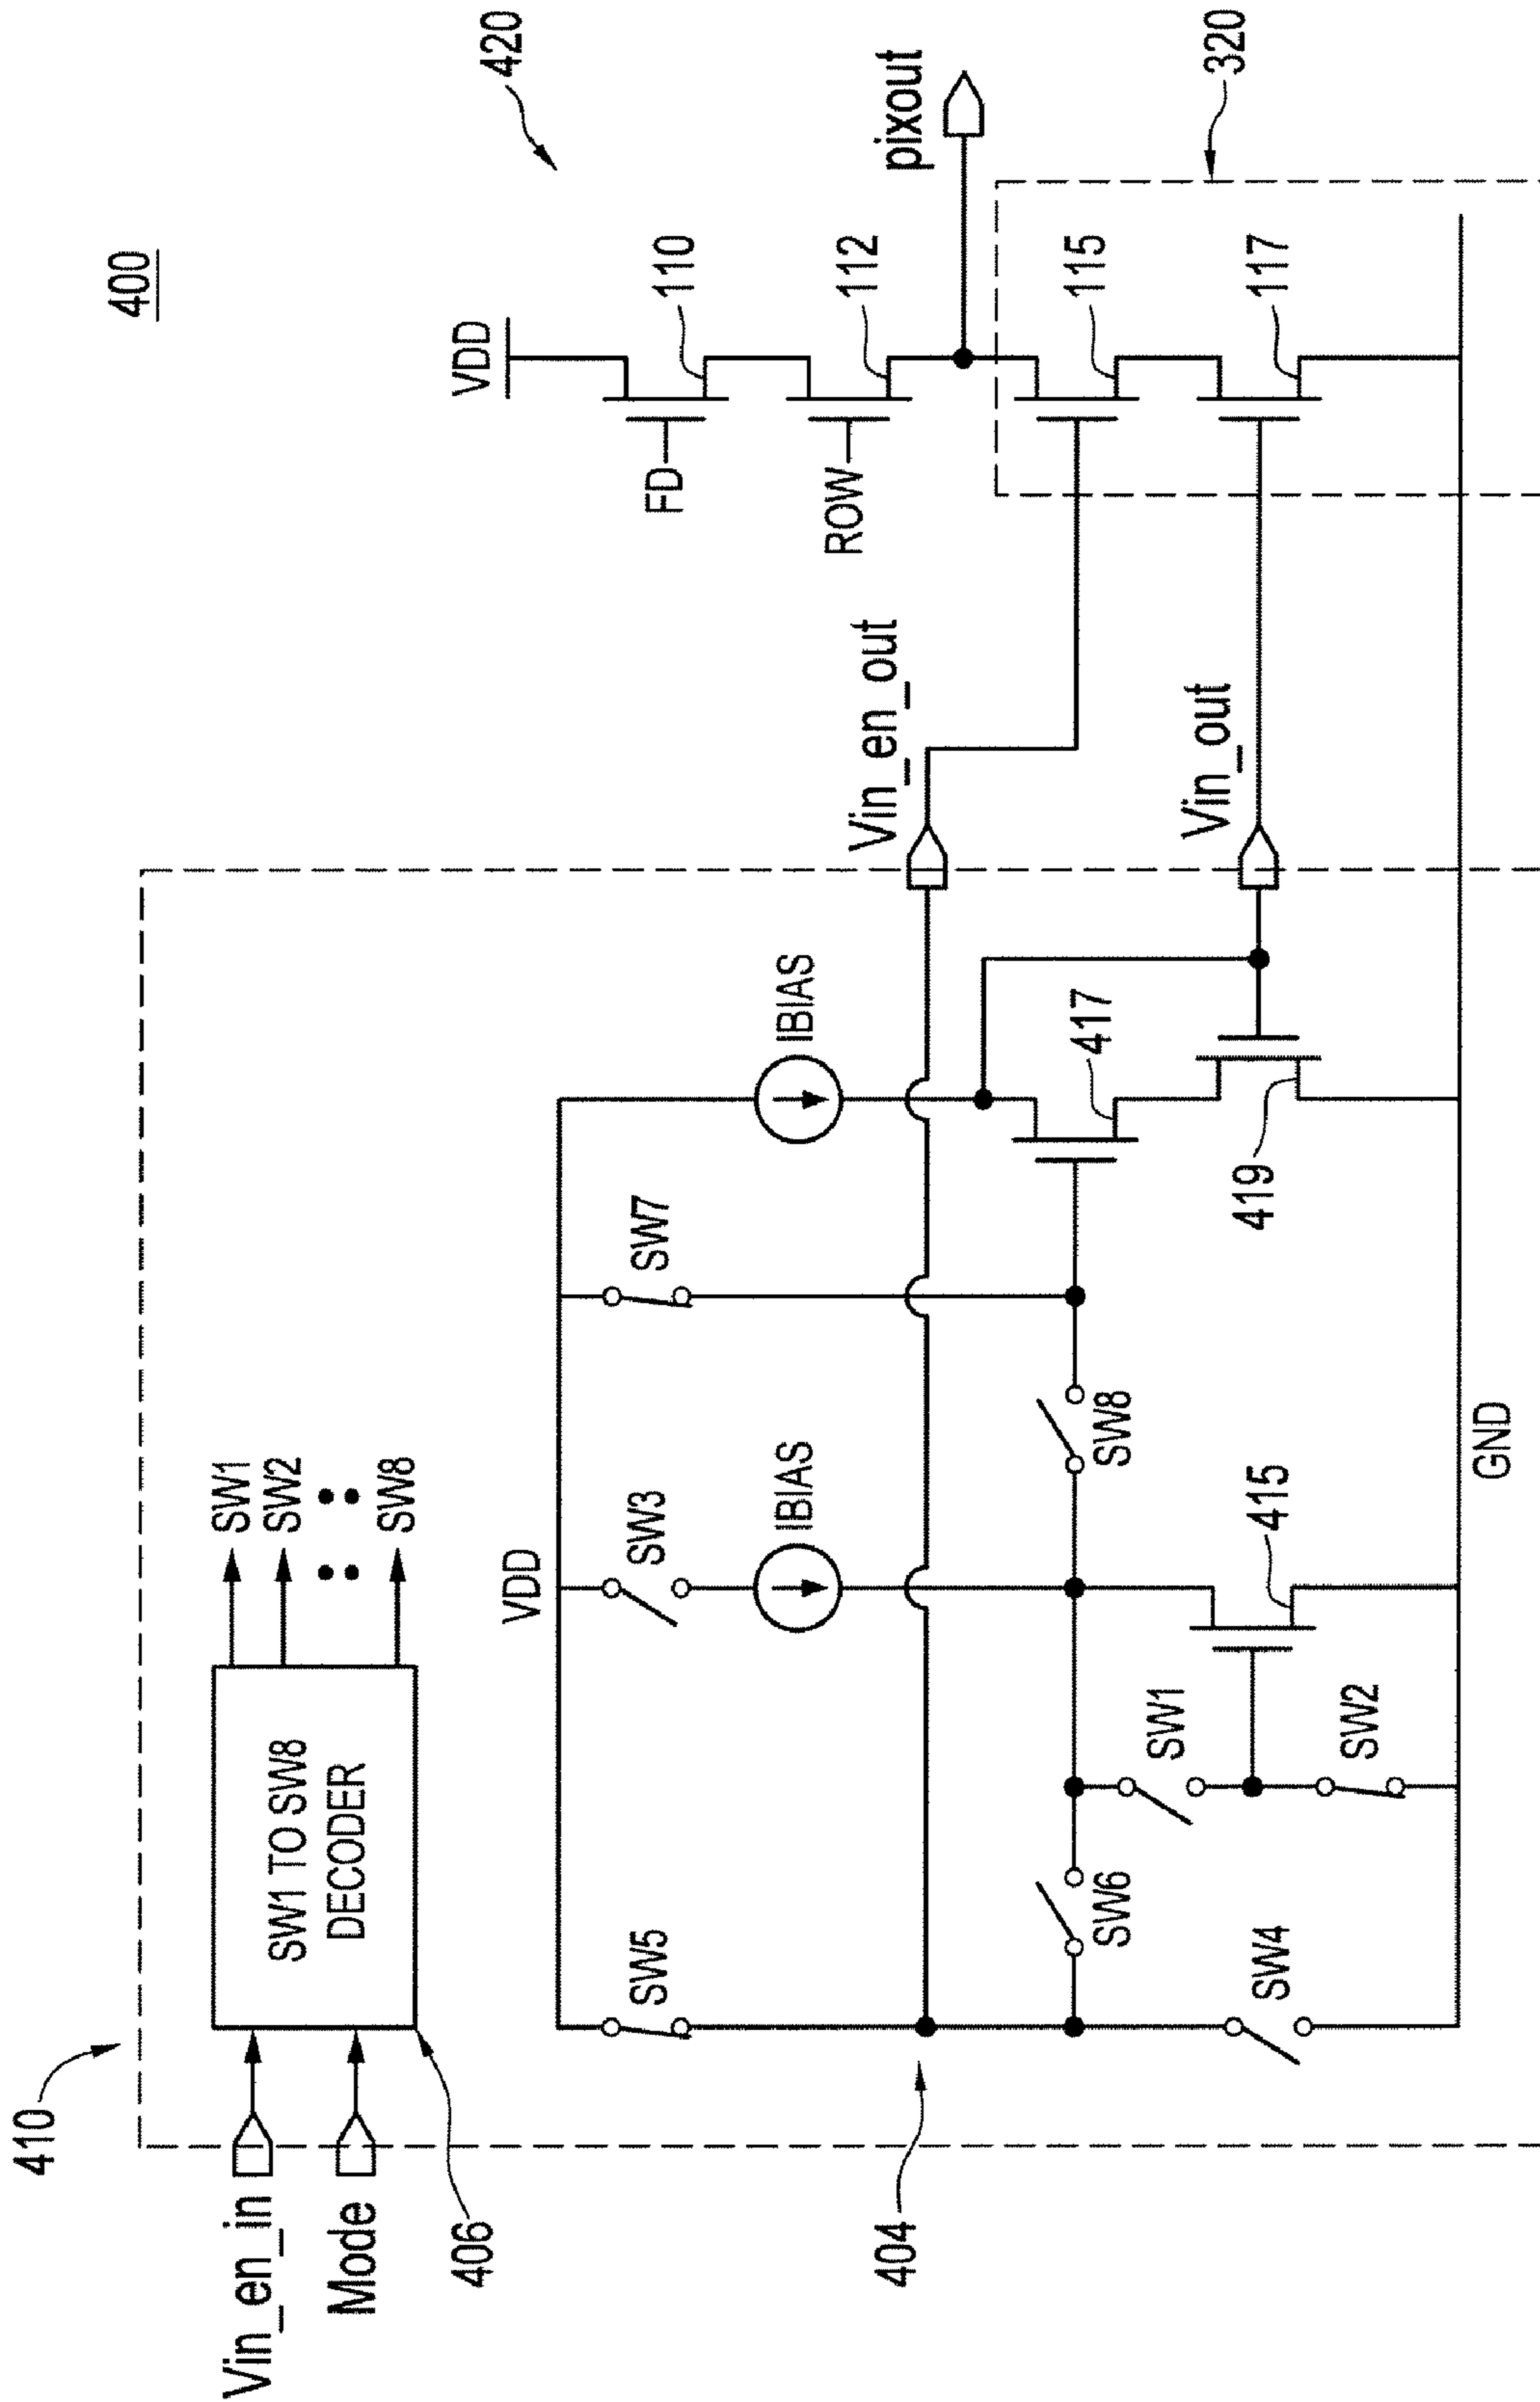 400
410
Vin_en_in
Mode
406
SW1 TO SW8
DECODER
SW1
SW2
SW8
420
VDD
SW5
SW3
SW7
IBIAS
IBIAS
VDD
FD
110
ROW
112
pixout
404
Vin_en_out
SW6
SW8
417
115
320
SW1
SW4
SW2
415
419
Vin_out
117
GND